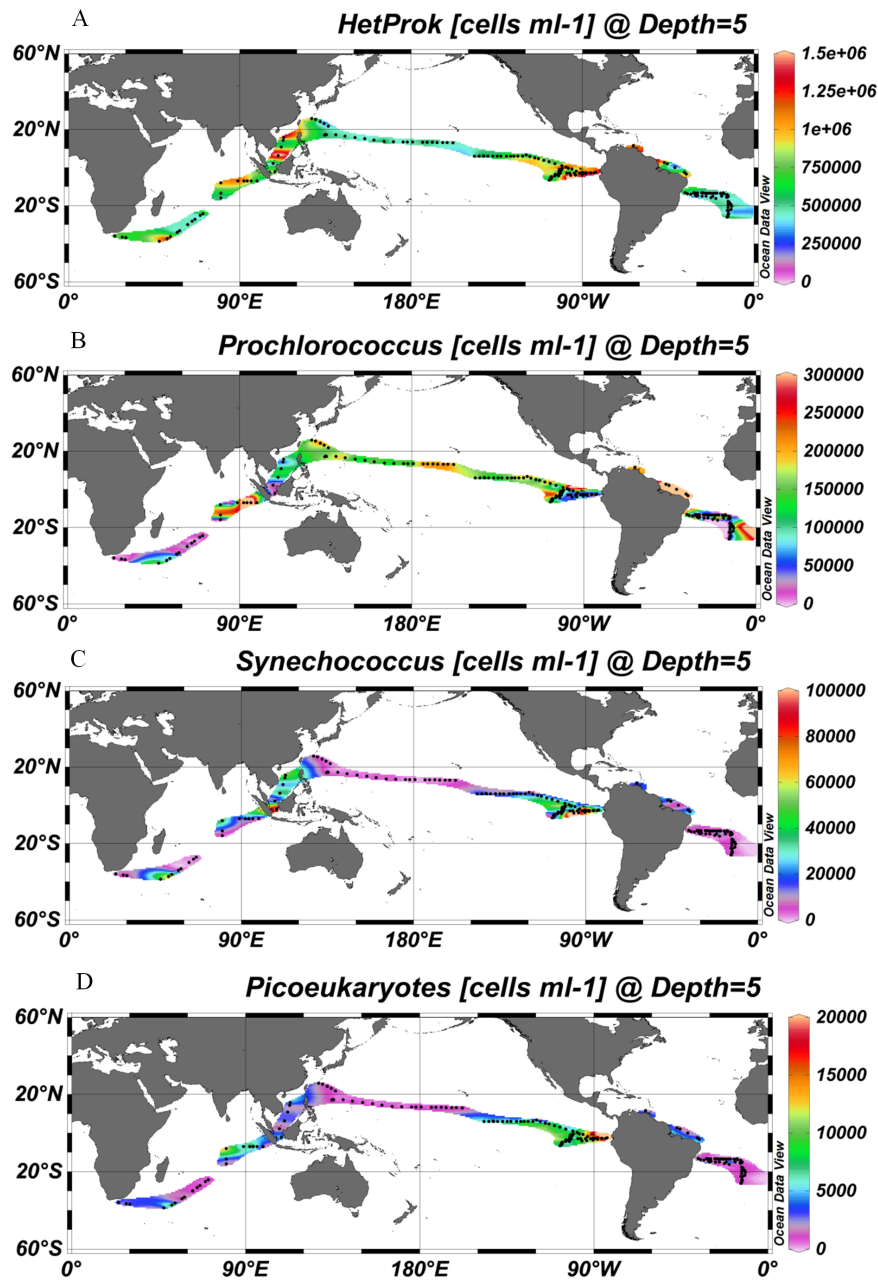 A
HetProk [cells ml-1] @ Depth=5
60°N
20°N
20°S
60°S
0°
90°E
180°E
90°W
0°
1.5e+06
1.25e+06
1e+06
750000
500000
250000
0
Ocean Data View
B
Prochlorococcus [cells ml-1] @ Depth=5
60°N
20°N
20°S
60°S
0°
90°E
180°E
90°W
0°
300000
250000
200000
150000
100000
50000
0
Ocean Data View
C
Synechococcus [cells ml-1] @ Depth=5
60°N
20°N
20°S
60°S
0°
90°E
180°E
90°W
0°
100000
80000
60000
40000
20000
0
Ocean Data View
D
Picoeukaryotes [cells ml-1] @ Depth=5
60°N
20°N
20°S
60°S
0°
90°E
180°E
90°W
0°
20000
15000
10000
5000
0
Ocean Data View